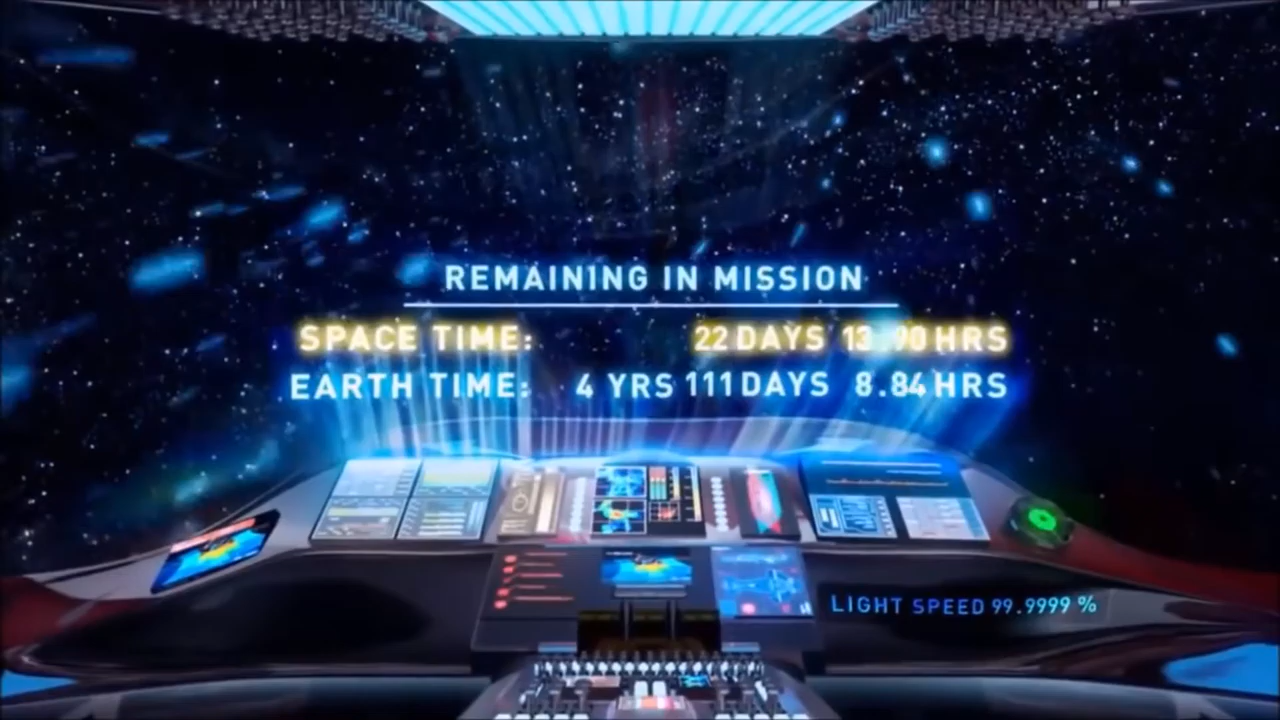 REMAINING IN MISSION
SPACE TIME: 22 DAYS 13.90 HRS
EARTH TIME: 4 YRS 111 DAYS 8.84 HRS
LIGHT SPEED 99.9999 %